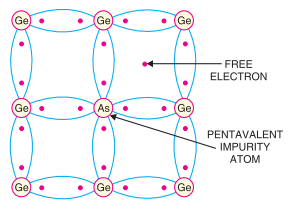 Ge Ge Ge
FREE
ELECTRON
Ge As Ge
PENTAVALENT
IMPURITY
ATOM
Ge Ge Ge